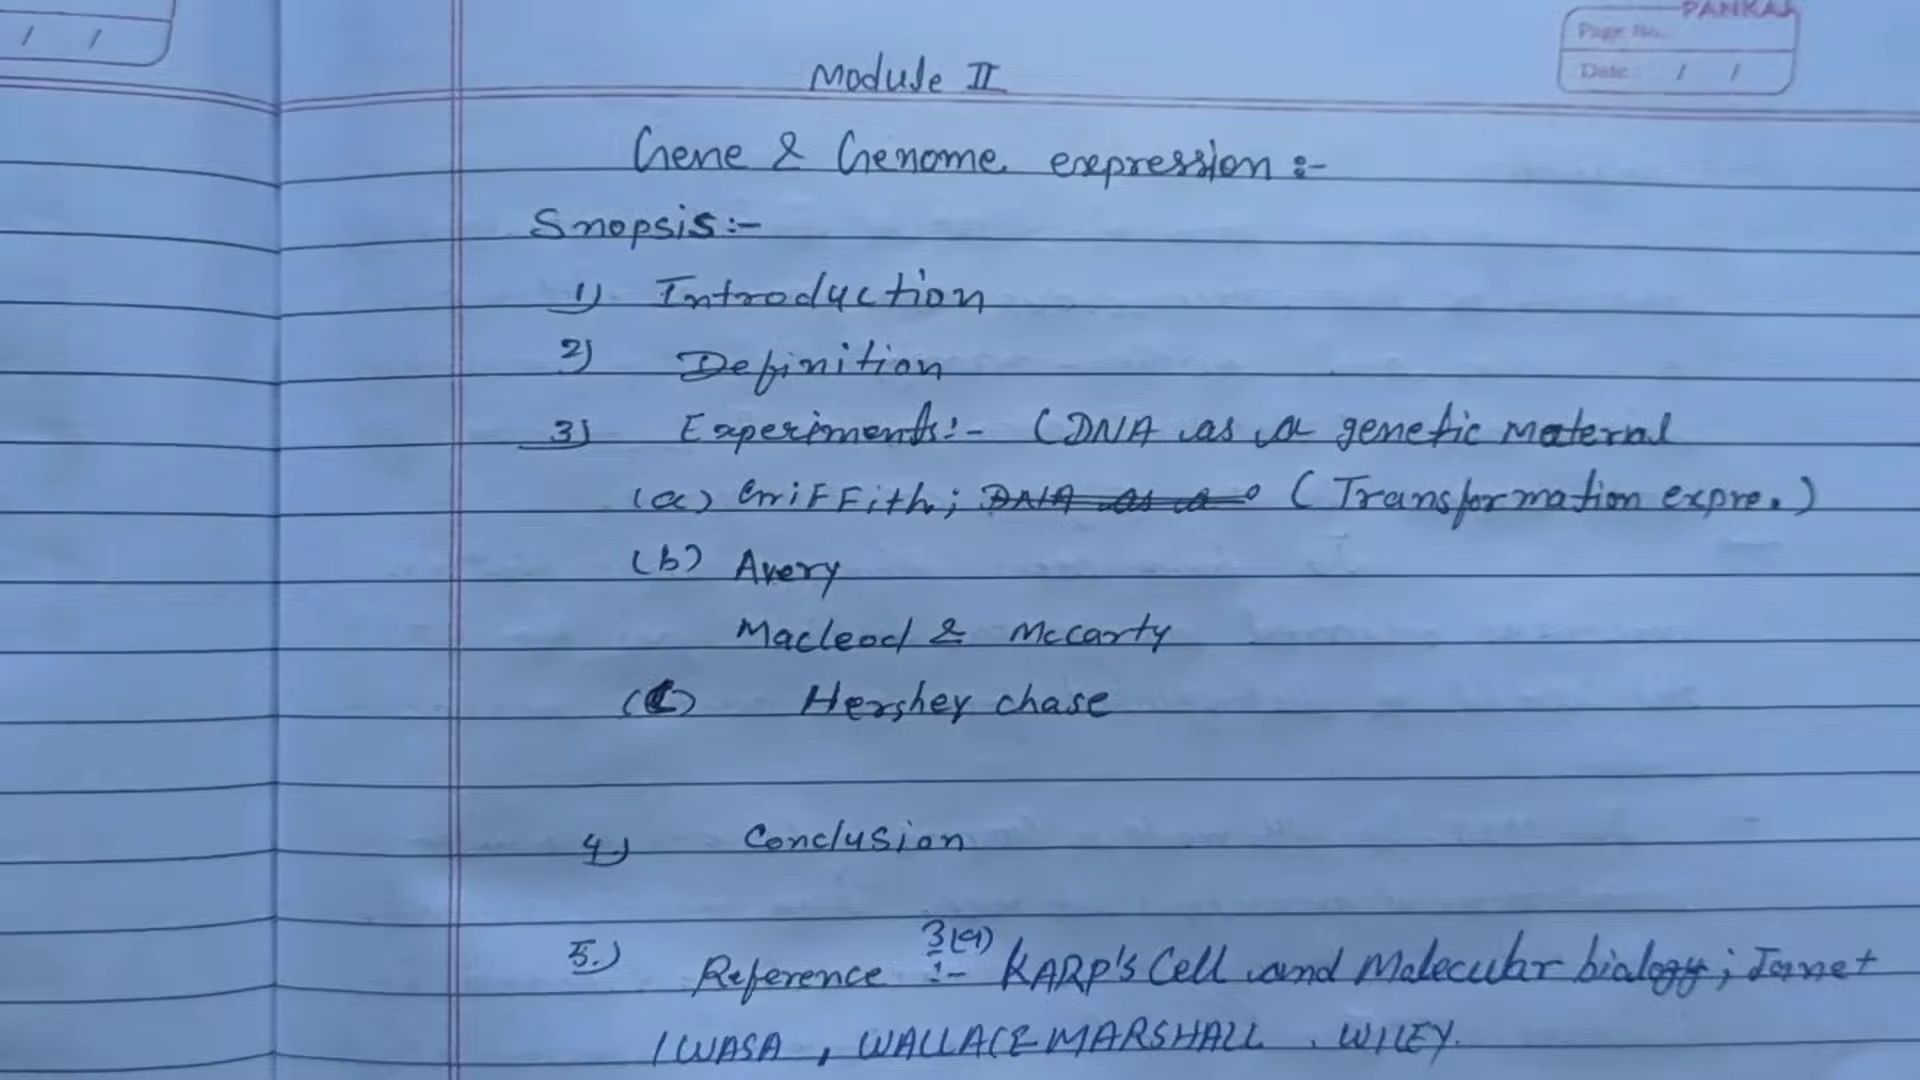 / /
PANKAJ
Page No.
Date: / /
Module II
Gene & Genome expression :-
Snopsis :-
1) Introduction
2) Definition
3) Experiments :- (DNA as a genetic material
(a) Griffith; DNA as a (Transformation expre.)
(b) Avery
Macleod & Mccarty
(c) Hershey chase
4) Conclusion
5.) Reference :- 3(a) KARP's Cell and Molecular biology; Janet
IWASA, WALLACE MARSHALL. WILEY.